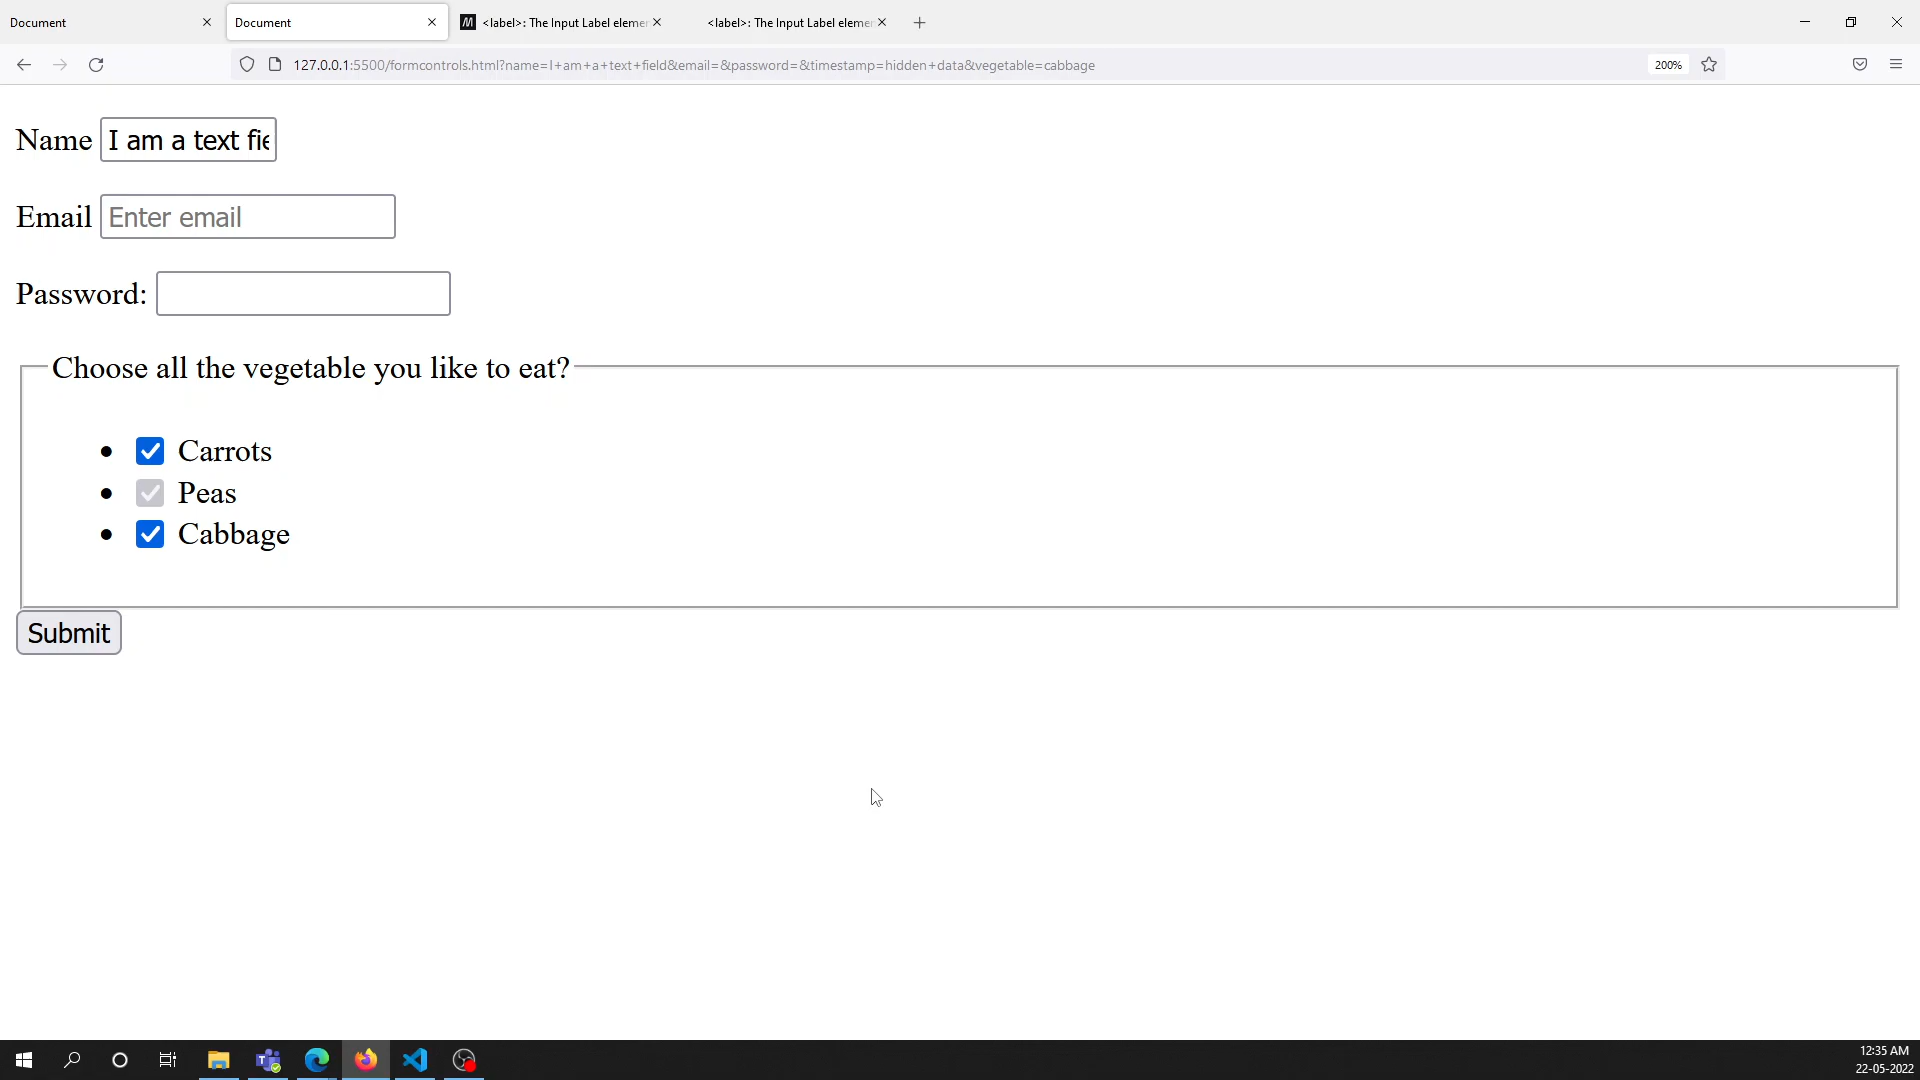 Document
Document
<label>: The Input Label eleme
<label>: The Input Label eleme
127.0.0.1:5500/formcontrols.html?name=I+am+a+text+field&email=&password=&timestamp=hidden+data&vegetable=cabbage
200%
Name I am a text fie
Email Enter email
Password:
Choose all the vegetable you like to eat?
Carrots
Peas
Cabbage
Submit
12:35 AM
22-05-2022